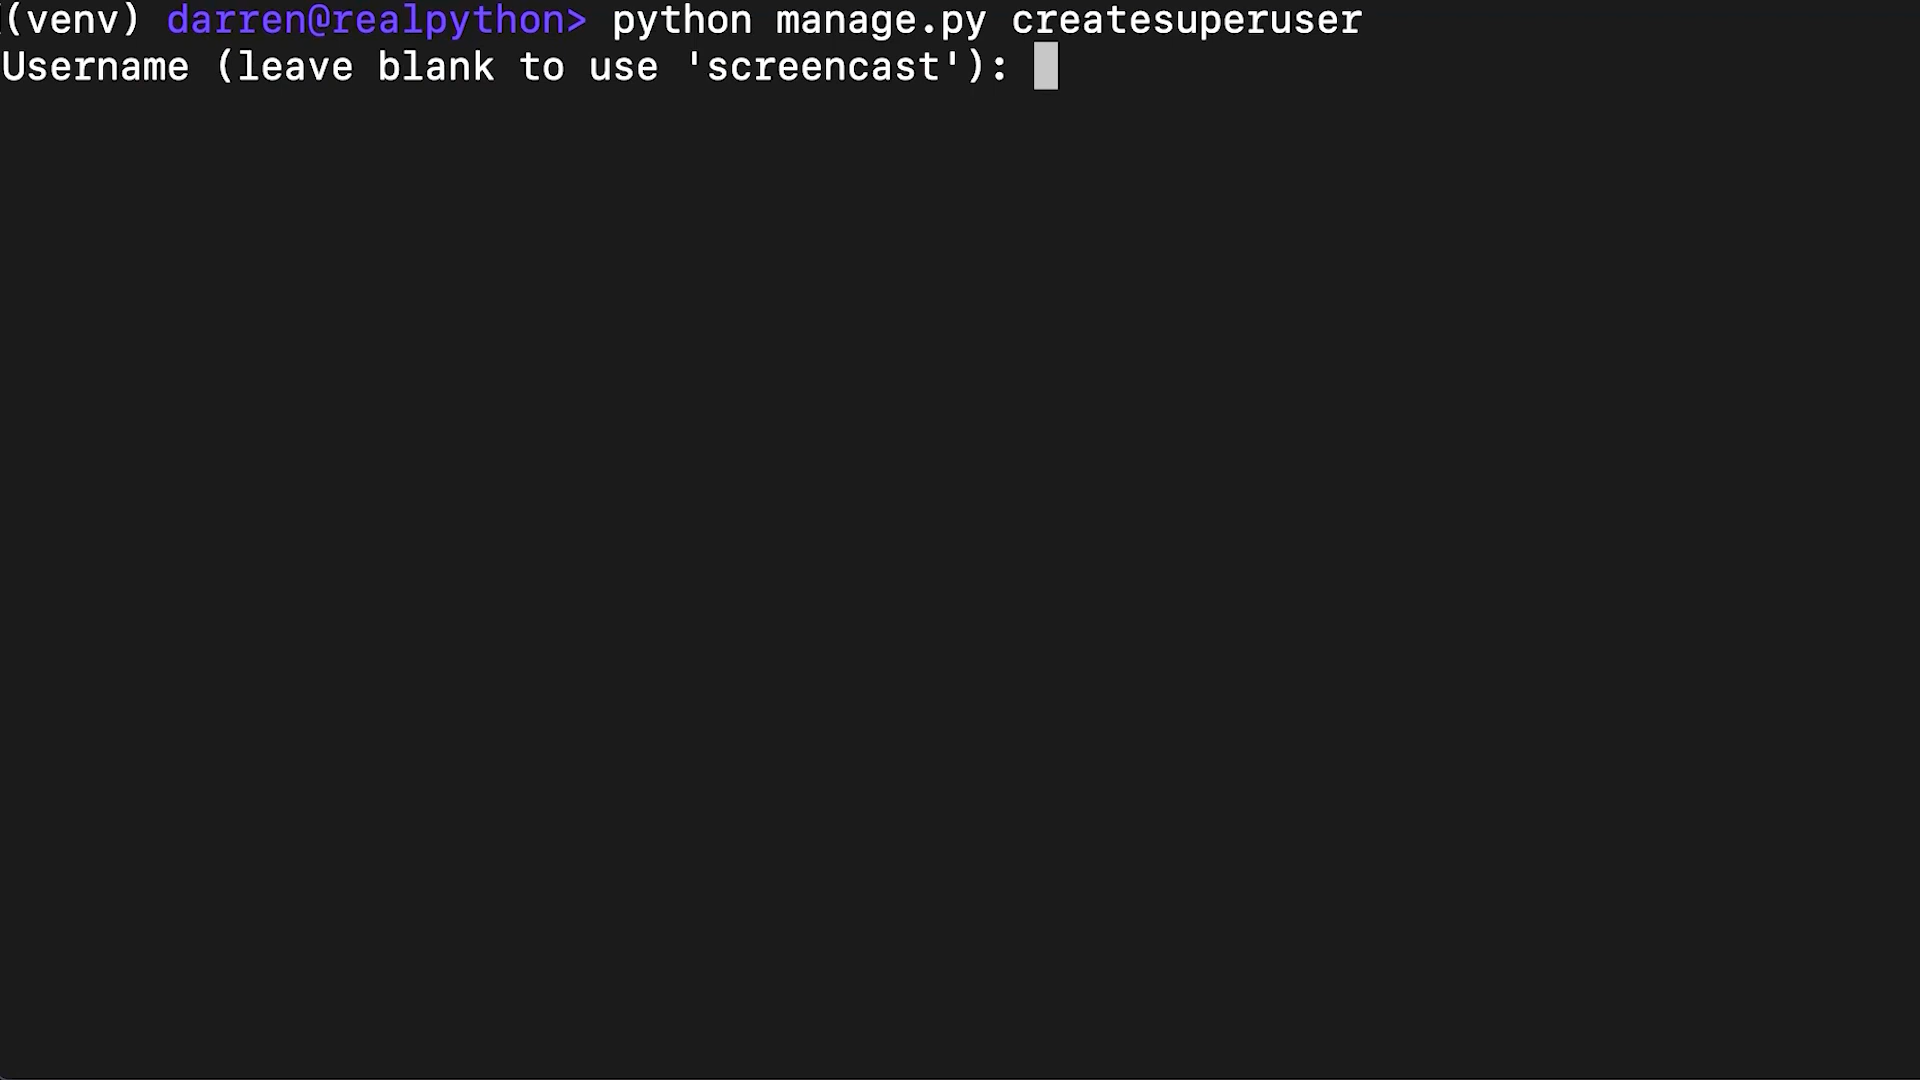 (venv) darren@realpython> python manage.py createsuperuser
Username (leave blank to use 'screencast'):